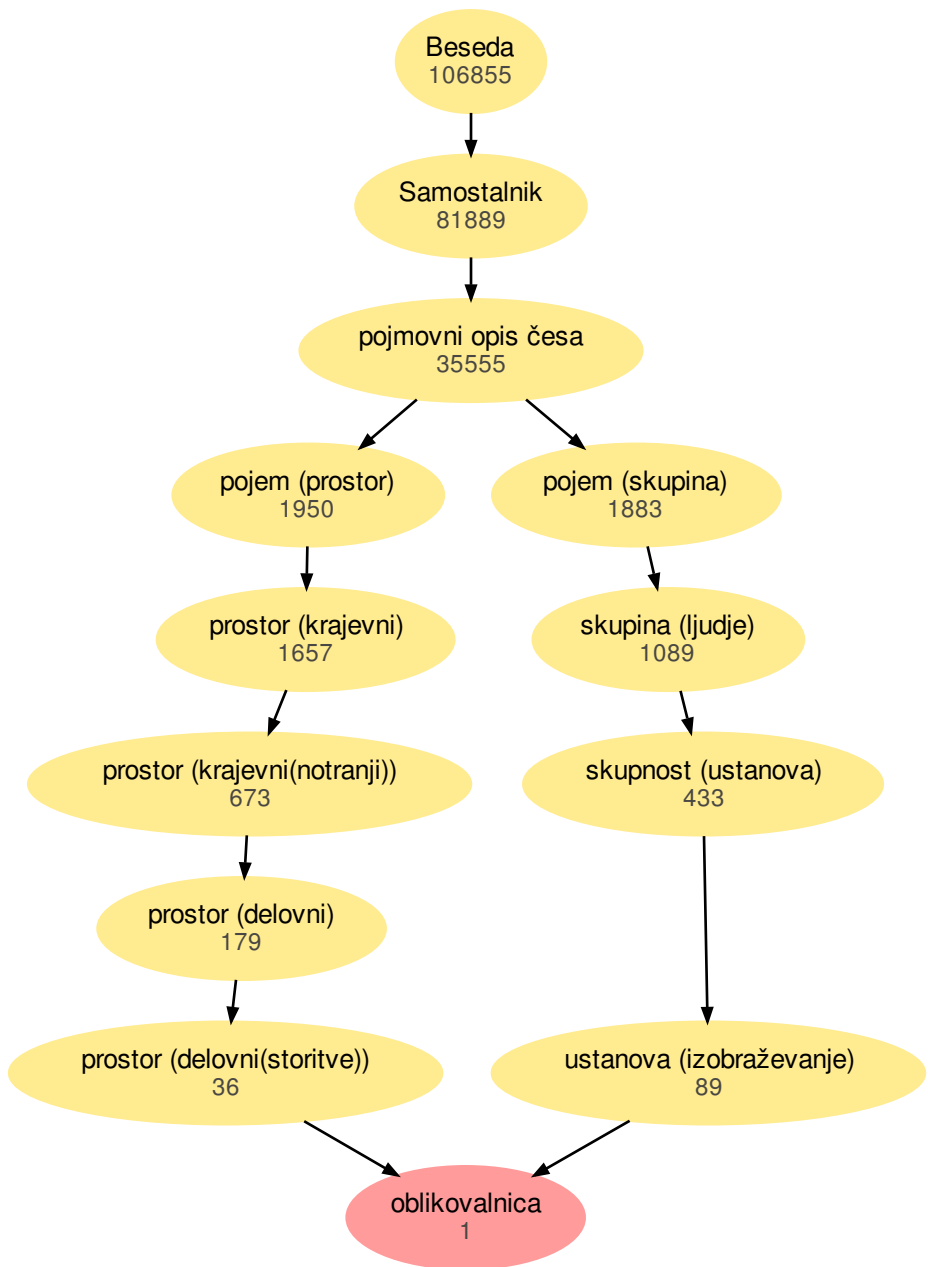 Beseda
106855
Samostalnik
81889
pojmovni opis česa
35555
pojem (prostor)
1950
pojem (skupina)
1883
prostor (krajevni)
1657
skupina (ljudje)
1089
prostor (krajevni(notranji))
673
skupnost (ustanova)
433
prostor (delovni)
179
prostor (delovni(storitve))
36
ustanova (izobraževanje)
89
oblikovalnica
1